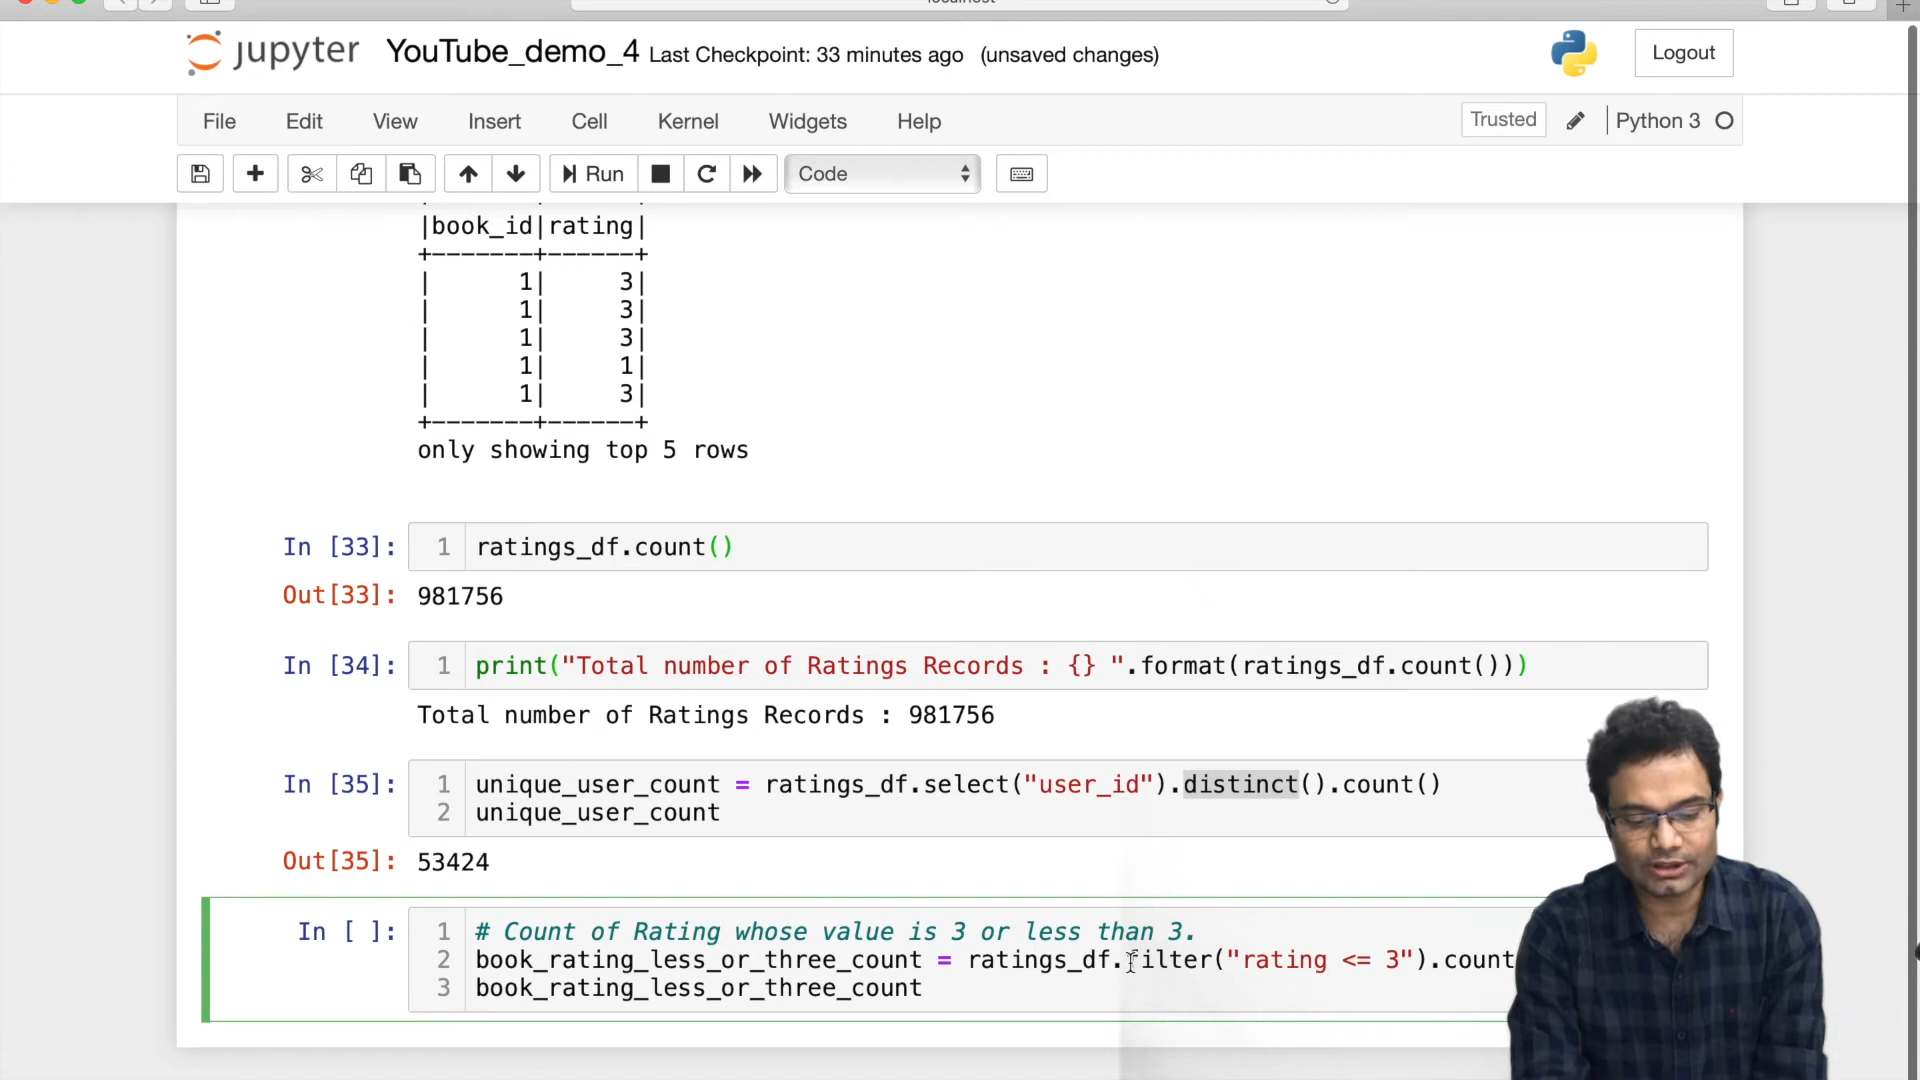 localhost
jupyter YouTube_demo_4 Last Checkpoint: 33 minutes ago (unsaved changes)
Logout
File Edit View Insert Cell Kernel Widgets Help
Trusted Python 3
Run Code
|book_id|rating|
+-------+------+
| 1| 3|
| 1| 3|
| 1| 3|
| 1| 1|
| 1| 3|
+-------+------+
only showing top 5 rows
In [33]: 1 ratings_df.count()
Out[33]: 981756
In [34]: 1 print("Total number of Ratings Records : {} ".format(ratings_df.count()))
Total number of Ratings Records : 981756
In [35]: 1 unique_user_count = ratings_df.select("user_id").distinct().count()
2 unique_user_count
Out[35]: 53424
In [ ]: 1 # Count of Rating whose value is 3 or less than 3.
2 book_rating_less_or_three_count = ratings_df.filter("rating <= 3").count
3 book_rating_less_or_three_count